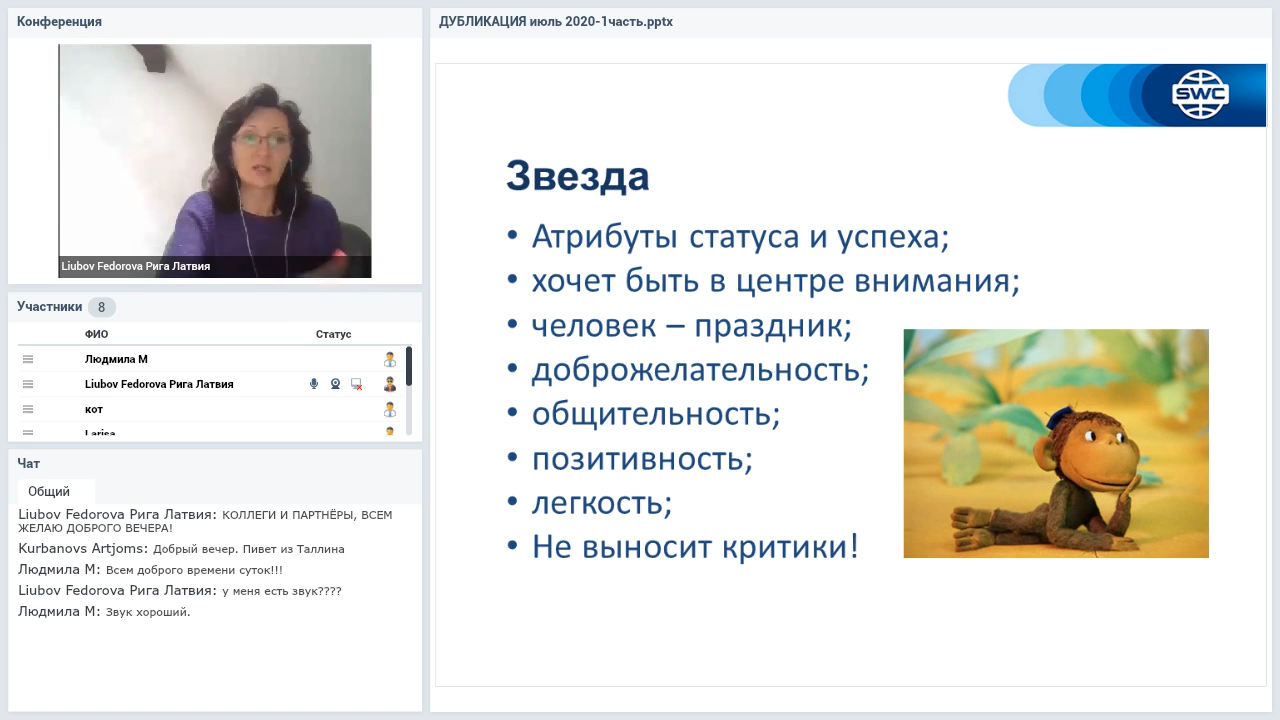 Конференция
Liubov Fedorova Рига Латвия
Участники 8
ФИО Статус
Людмила М
Liubov Fedorova Рига Латвия
кот
Larisa
Чат
Общий
Liubov Fedorova Рига Латвия: КОЛЛЕГИ И ПАРТНЁРЫ, ВСЕМ
ЖЕЛАЮ ДОБРОГО ВЕЧЕРА!
Kurbanovs Artjoms: Добрый вечер. Пивет из Таллина
Людмила М: Всем доброго времени суток!!!
Liubov Fedorova Рига Латвия: у меня есть звук????
Людмила М: Звук хороший.
ДУБЛИКАЦИЯ июль 2020-1часть.pptx
SWC
Звезда
• Атрибуты статуса и успеха;
• хочет быть в центре внимания;
• человек – праздник;
• доброжелательность;
• общительность;
• позитивность;
• легкость;
• Не выносит критики!